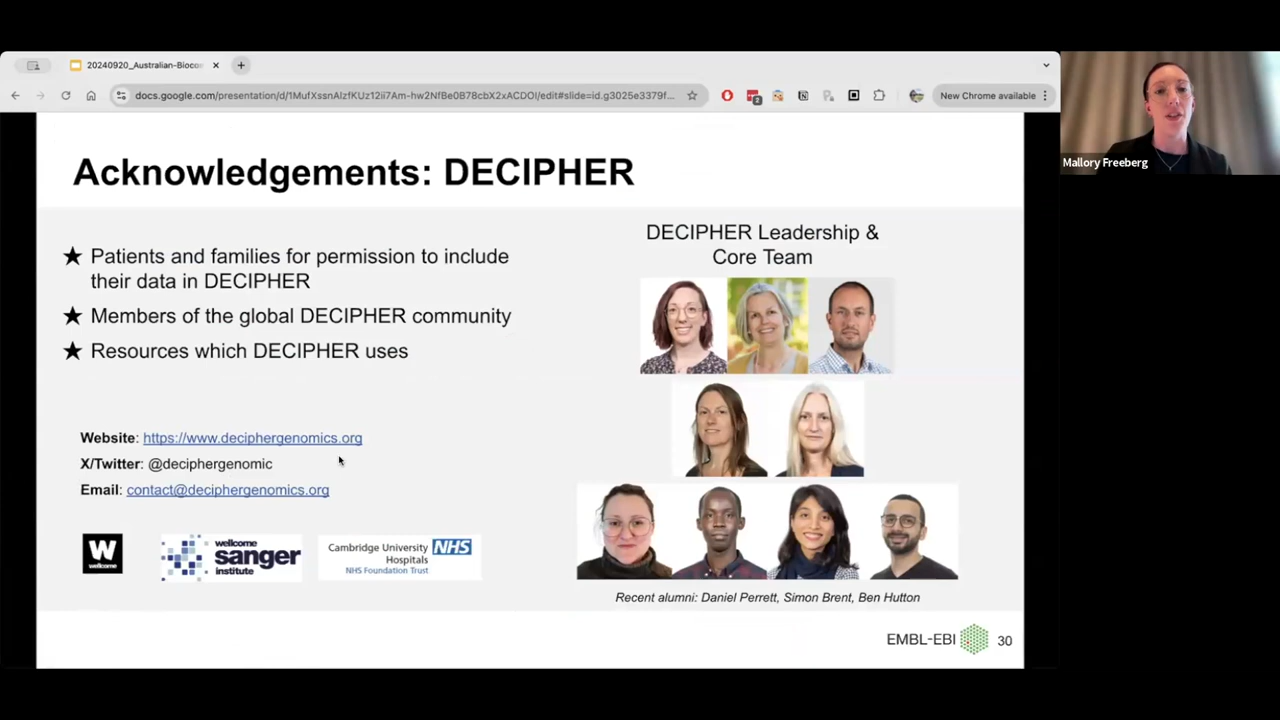 20240920_Australian-Bioco
docs.google.com/presentation/d/1MufXssnAlzfKUz12ii7Am-hw2NfBe0B78cbX2xACDOI/edit#slide=id.g3025e3379f...
2
New Chrome available
Mallory Freeberg
Acknowledgements: DECIPHER
★ Patients and families for permission to include
their data in DECIPHER
★ Members of the global DECIPHER community
★ Resources which DECIPHER uses
Website: https://www.deciphergenomics.org
X/Twitter: @deciphergenomic
Email: contact@deciphergenomics.org
W
wellcome
wellcome
sanger
institute
Cambridge University
Hospitals
NHS
NHS Foundation Trust
DECIPHER Leadership &
Core Team
Recent alumni: Daniel Perrett, Simon Brent, Ben Hutton
EMBL-EBI
30